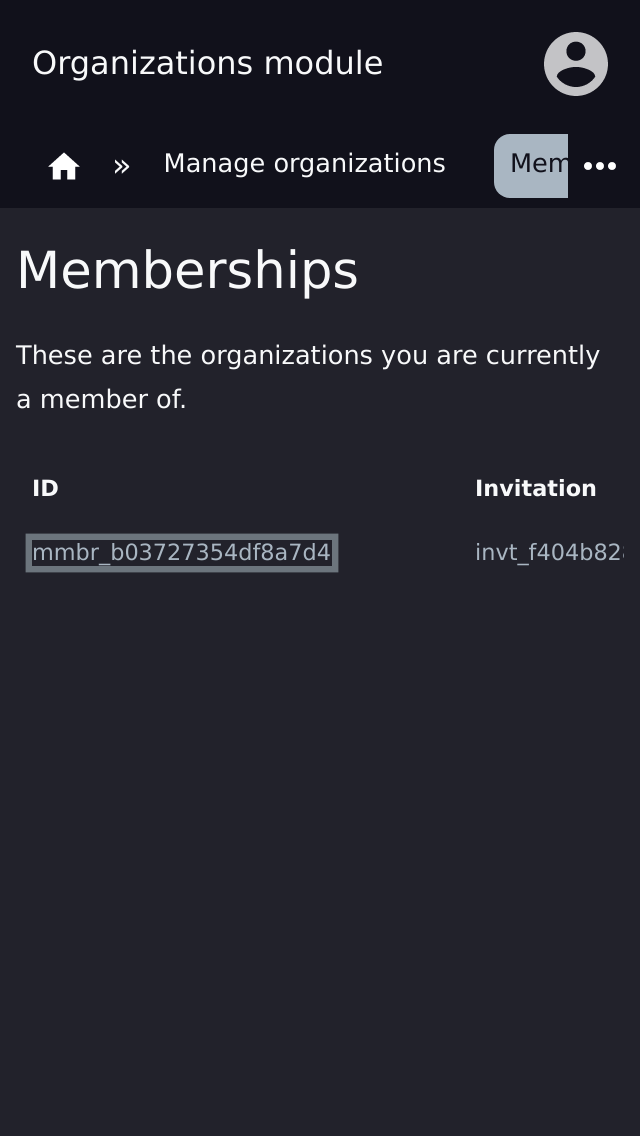 Organizations module
» Manage organizations Mem
Memberships
These are the organizations you are currently
a member of.
ID Invitation
mmbr_b03727354df8a7d4 invt_f404b82